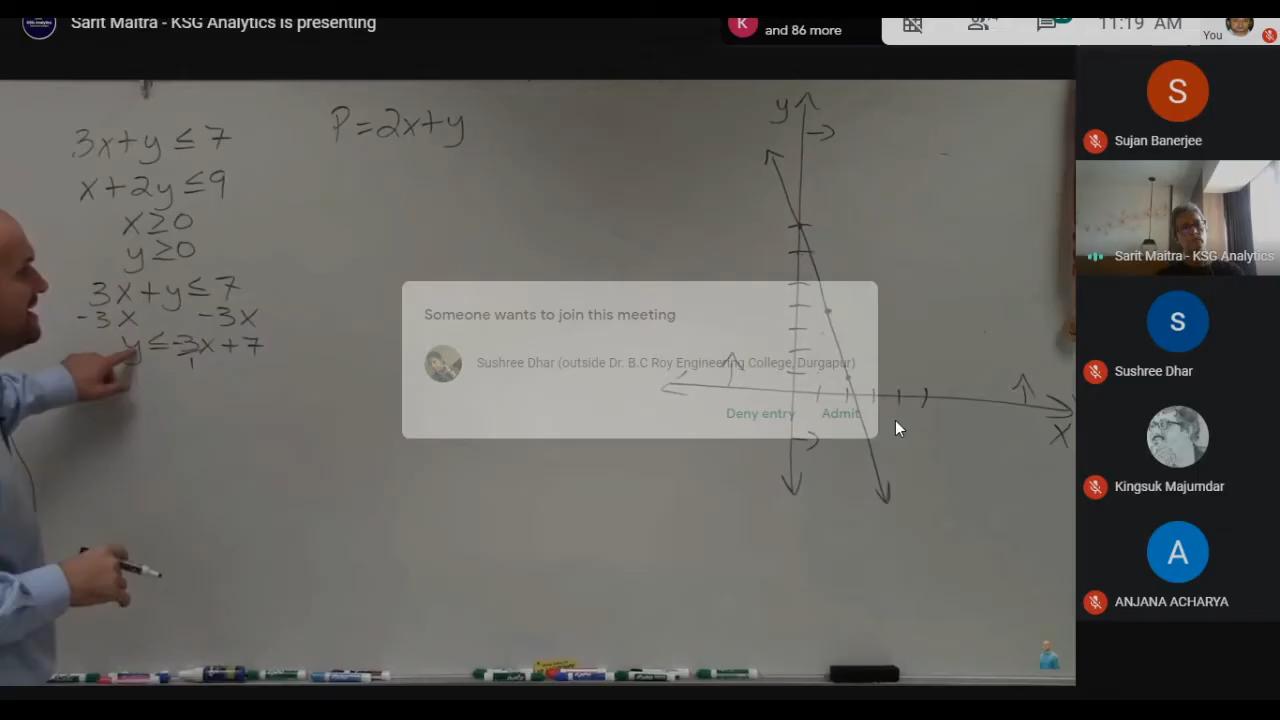 Sarit Maitra - KSG Analytics is presenting
K
and 86 more
11:19 AM
You
3x+y ≤ 7
x+2y ≤ 9
x ≥ 0
y ≥ 0
3x+y ≤ 7
-3x -3x
y ≤ -3x+7
1
P = 2x+y
y
x
Someone wants to join this meeting
Sushree Dhar (outside Dr. B.C Roy Engineering College, Durgapur)
Deny entry Admit
S
Sujan Banerjee
Sarit Maitra - KSG Analytics
S
Sushree Dhar
Kingsuk Majumdar
A
ANJANA ACHARYA